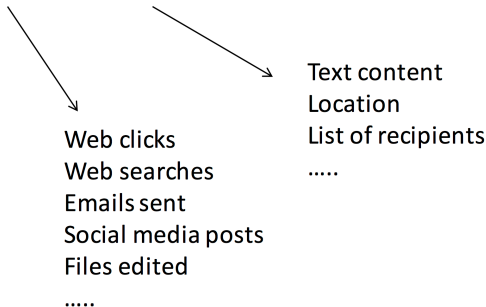 Text content
Location
List of recipients
.....
Web clicks
Web searches
Emails sent
Social media posts
Files edited
.....